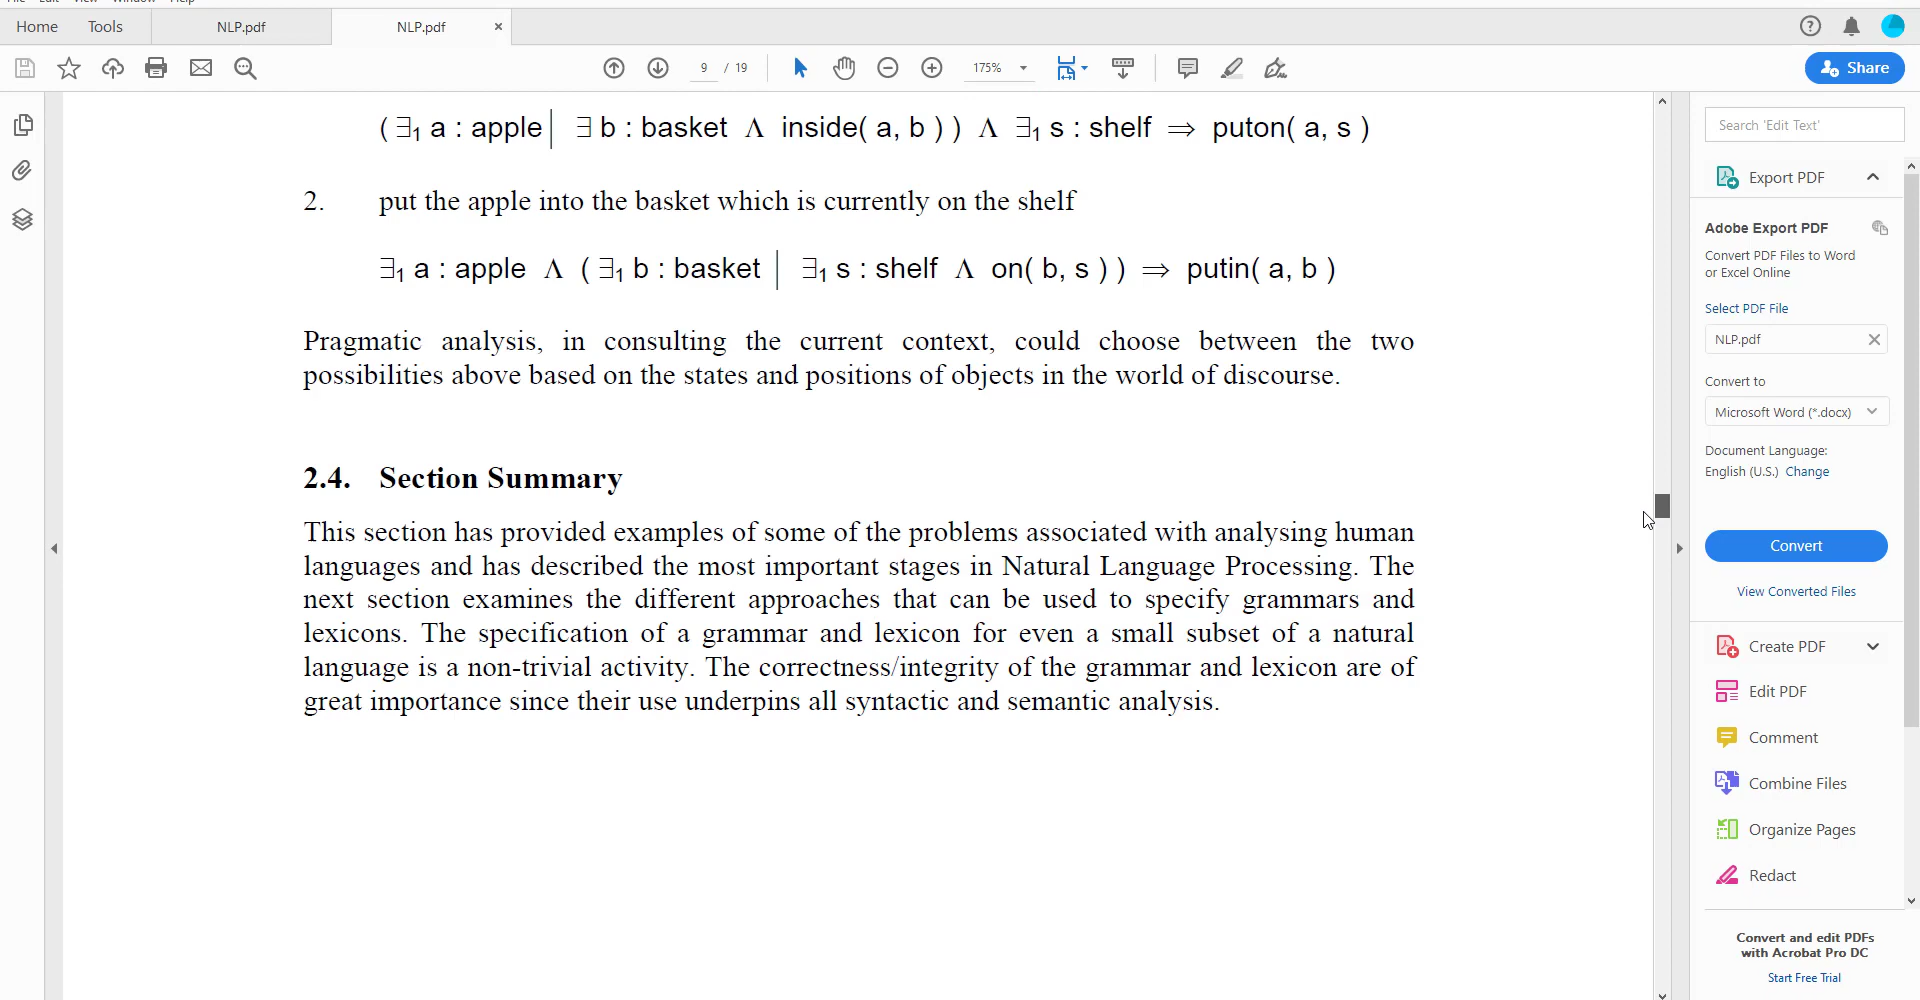 File Edit View Window Help
Home Tools NLP.pdf NLP.pdf ×
9 / 19 175% Share
( ∃1 a : apple | ∃ b : basket Λ inside( a, b ) ) Λ ∃1 s : shelf ⇒ puton( a, s )
2. put the apple into the basket which is currently on the shelf
∃1 a : apple Λ ( ∃1 b : basket | ∃1 s : shelf Λ on( b, s ) ) ⇒ putin( a, b )
Pragmatic analysis, in consulting the current context, could choose between the two
possibilities above based on the states and positions of objects in the world of discourse.
2.4. Section Summary
This section has provided examples of some of the problems associated with analysing human
languages and has described the most important stages in Natural Language Processing. The
next section examines the different approaches that can be used to specify grammars and
lexicons. The specification of a grammar and lexicon for even a small subset of a natural
language is a non-trivial activity. The correctness/integrity of the grammar and lexicon are of
great importance since their use underpins all syntactic and semantic analysis.
Search 'Edit Text'
Export PDF
Adobe Export PDF
Convert PDF Files to Word
or Excel Online
Select PDF File
NLP.pdf
Convert to
Microsoft Word (*.docx)
Document Language:
English (U.S.) Change
Convert
View Converted Files
Create PDF
Edit PDF
Comment
Combine Files
Organize Pages
Redact
Convert and edit PDFs
with Acrobat Pro DC
Start Free Trial